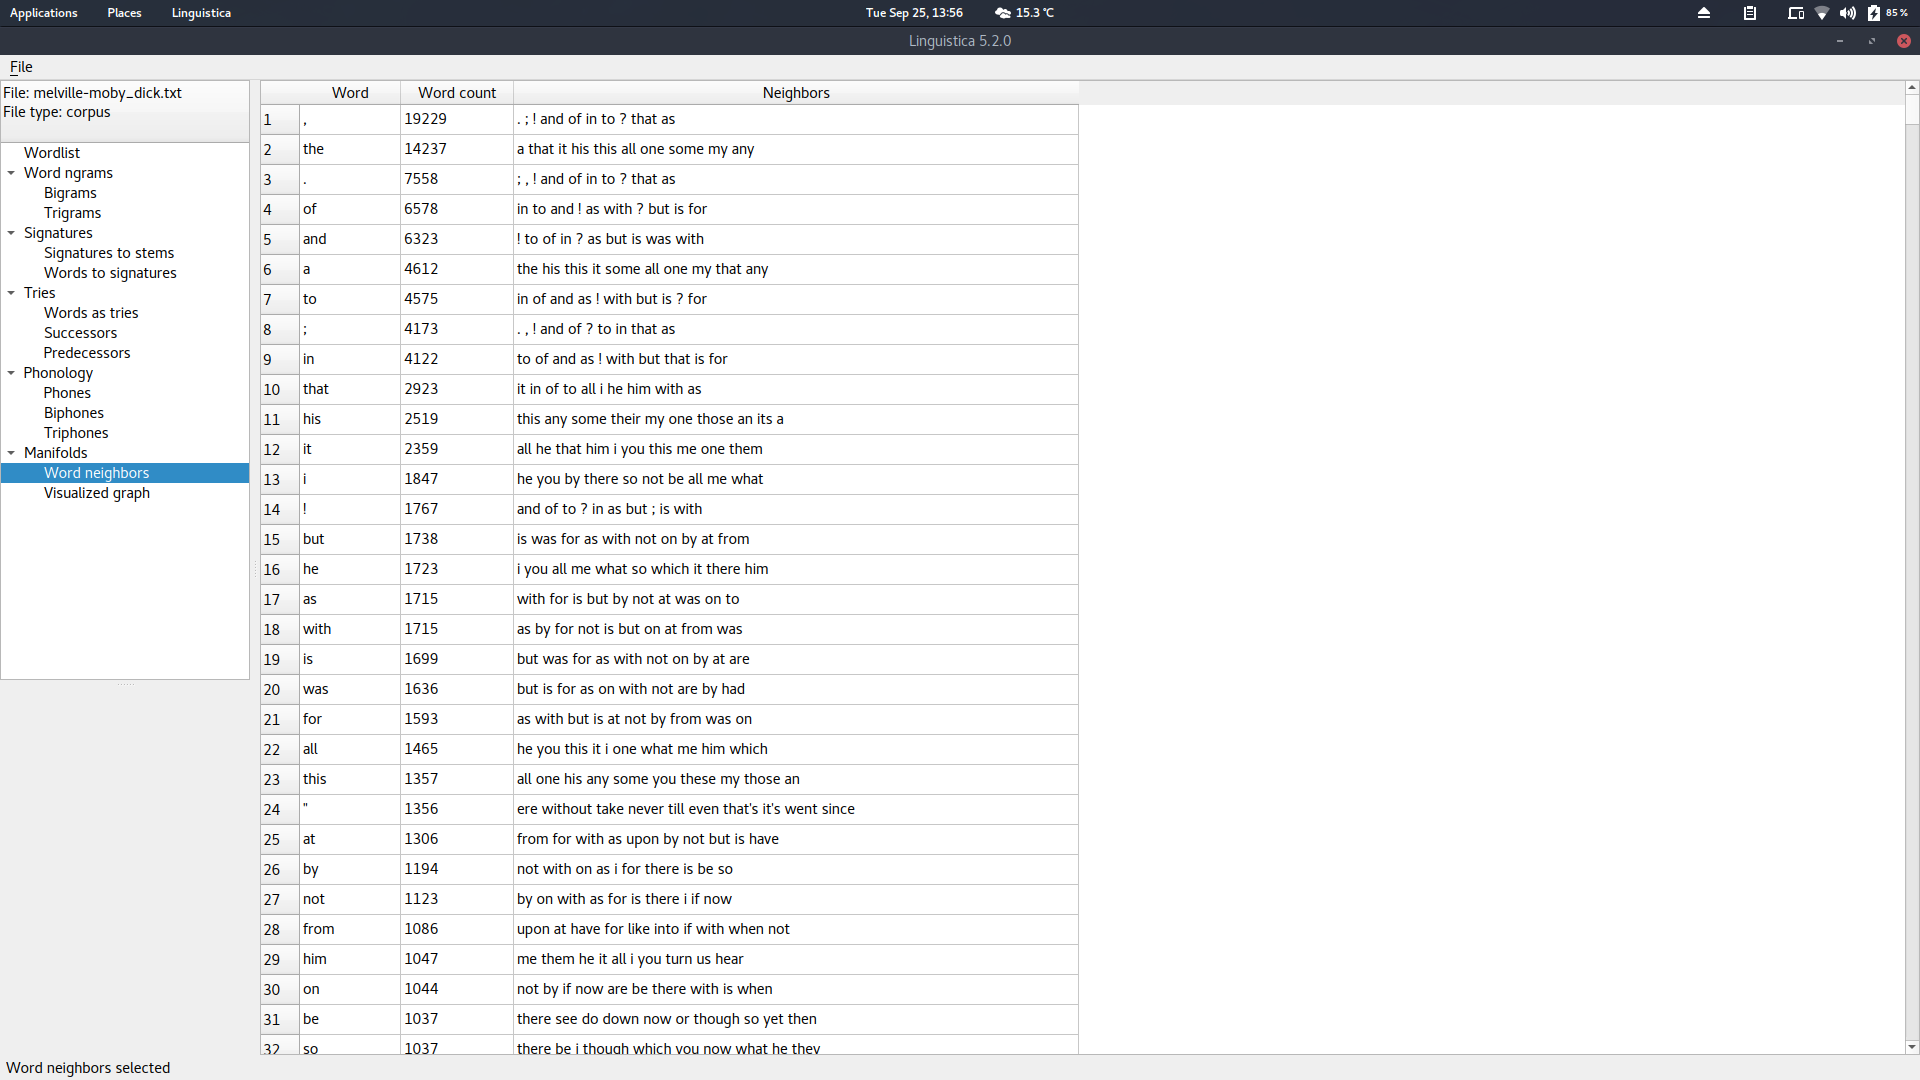 Applications Places Linguistica Tue Sep 25, 13:56 15.3 °C 85 %
Linguistica 5.2.0
File
File: melville-moby_dick.txt
File type: corpus
Wordlist
Word ngrams
Bigrams
Trigrams
Signatures
Signatures to stems
Words to signatures
Tries
Words as tries
Successors
Predecessors
Phonology
Phones
Biphones
Triphones
Manifolds
Word neighbors
Visualized graph
Word Word count Neighbors
1 , 19229 . ; ! and of in to ? that as
2 the 14237 a that it his this all one some my any
3 . 7558 ; , ! and of in to ? that as
4 of 6578 in to and ! as with ? but is for
5 and 6323 ! to of in ? as but is was with
6 a 4612 the his this it some all one my that any
7 to 4575 in of and as ! with but is ? for
8 ; 4173 . , ! and of ? to in that as
9 in 4122 to of and as ! with but that is for
10 that 2923 it in of to all i he him with as
11 his 2519 this any some their my one those an its a
12 it 2359 all he that him i you this me one them
13 i 1847 he you by there so not be all me what
14 ! 1767 and of to ? in as but ; is with
15 but 1738 is was for as with not on by at from
16 he 1723 i you all me what so which it there him
17 as 1715 with for is but by not at was on to
18 with 1715 as by for not is but on at from was
19 is 1699 but was for as with not on by at are
20 was 1636 but is for as on with not are by had
21 for 1593 as with but is at not by from was on
22 all 1465 he you this it i one what me him which
23 this 1357 all one his any some you these my those an
24 " 1356 ere without take never till even that's it's went since
25 at 1306 from for with as upon by not but is have
26 by 1194 not with on as i for there is be so
27 not 1123 by on with as for is there i if now
28 from 1086 upon at have for like into if with when not
29 him 1047 me them he it all i you turn us hear
30 on 1044 not by if now are be there with is when
31 be 1037 there see do down now or though so yet then
32 so 1037 there be i though which you now what he they
Word neighbors selected